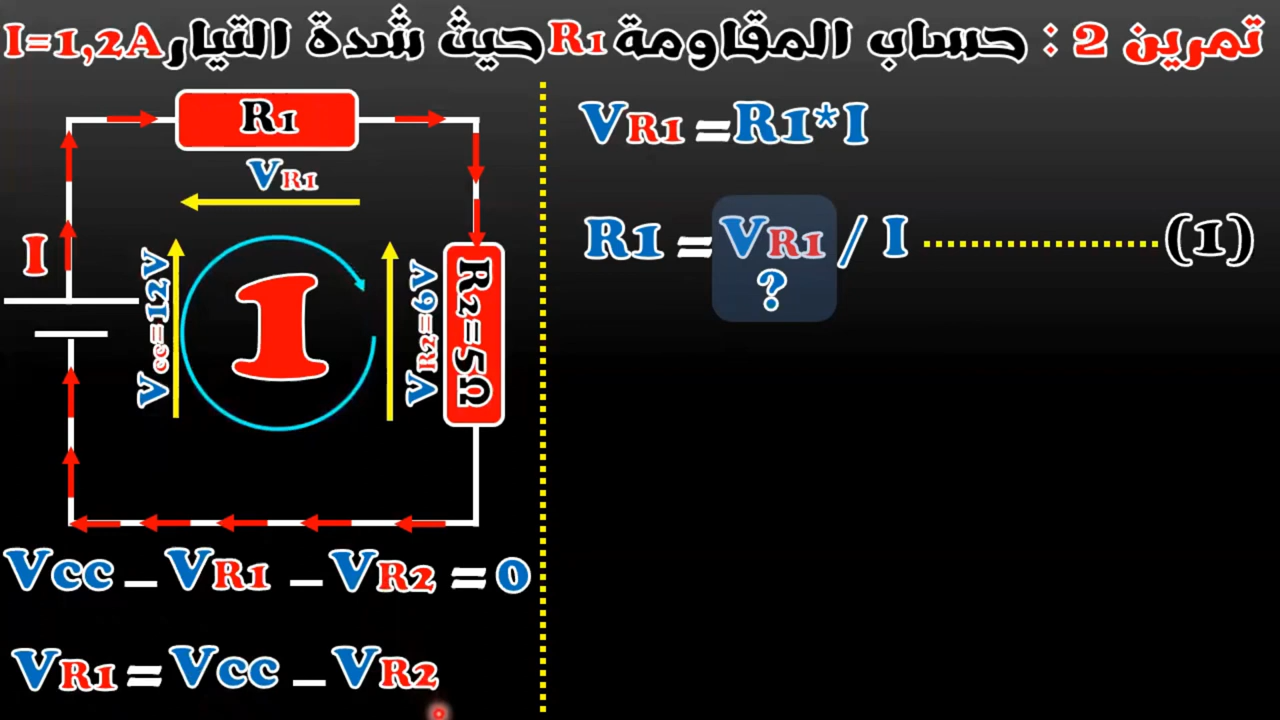 تمرين 2 : حساب المقاومة R1 حيث شدة التيار I=1,2A
R1
VR1
I
Vcc=12V
1
VR2=6V
R2=5Ω
Vcc – VR1 – VR2 = 0
VR1 = Vcc – VR2
VR1 = R1*I
R1 = VR1 / I ........................ (1)
?